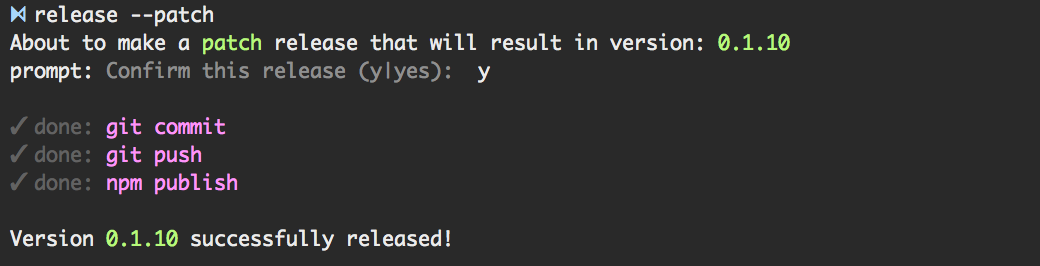 ⋈ release --patch
About to make a patch release that will result in version: 0.1.10
prompt: Confirm this release (y|yes):  y
✓ done: git commit
✓ done: git push
✓ done: npm publish
Version 0.1.10 successfully released!